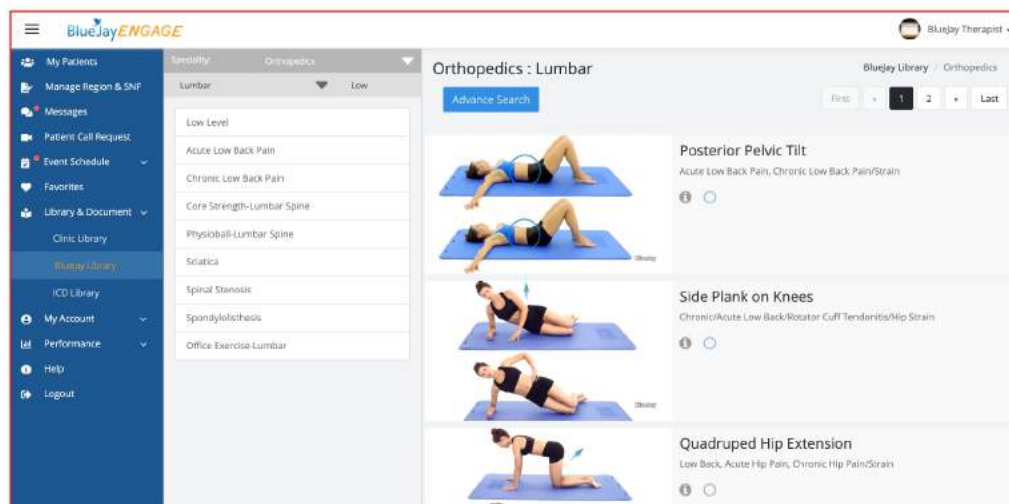 BlueJayENGAGE
BlueJay Therapist
My Patients
Manage Region & SNF
Messages
Patient Call Request
Event Schedule
Favorites
Library & Document
Clinic Library
BlueJay Library
ICD Library
My Account
Performance
Help
Logout
Speciality: Orthopedics
Lumbar Low
Low Level
Acute Low Back Pain
Chronic Low Back Pain
Core Strength-Lumbar Spine
Physioball-Lumbar Spine
Sciatica
Spinal Stenosis
Spondylolisthesis
Office Exercise-Lumbar
Orthopedics : Lumbar
BlueJay Library / Orthopedics
Advance Search
First « 1 2 » Last
Posterior Pelvic Tilt
Acute Low Back Pain, Chronic Low Back Pain/Strain
BlueJay
Side Plank on Knees
Chronic/Acute Low Back/Rotator Cuff Tendonitis/Hip Strain
BlueJay
Quadruped Hip Extension
Low Back, Acute Hip Pain, Chronic Hip Pain/Strain